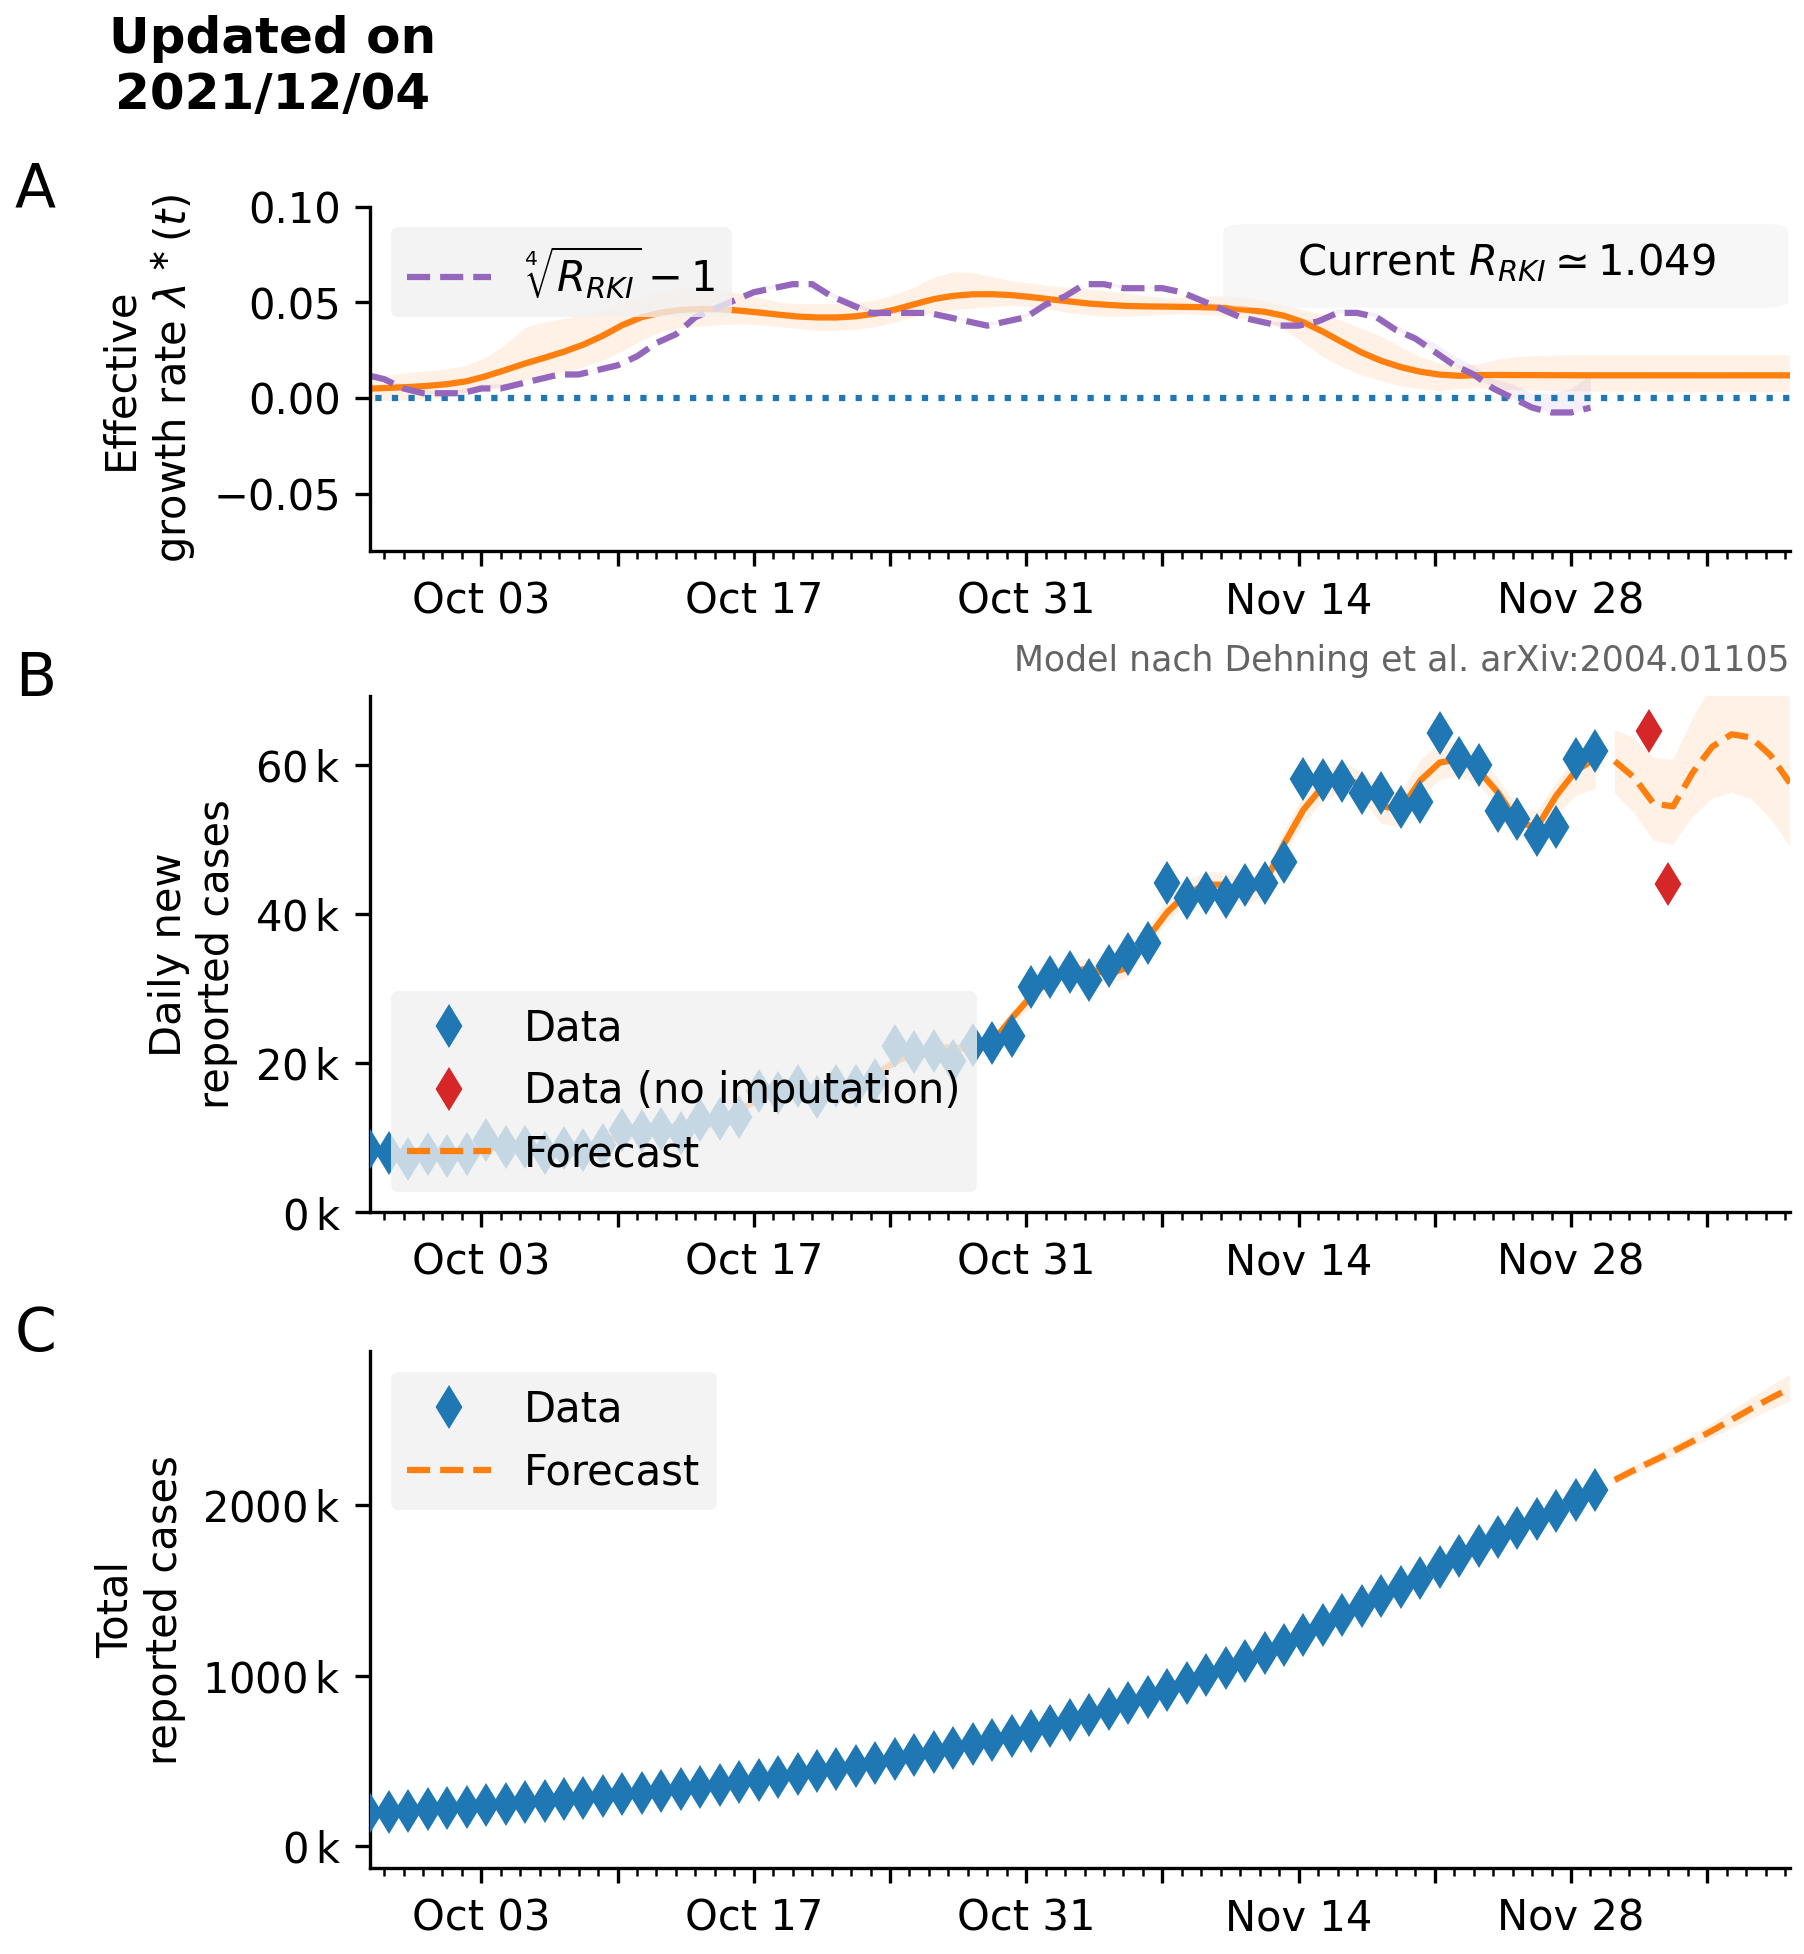 Updated on
2021/12/04
A
Effective
growth rate λ * (t)
0.10
0.05
0.00
−0.05
∜R_RKI − 1
Current R_RKI ≃ 1.049
Oct 03
Oct 17
Oct 31
Nov 14
Nov 28
Model nach Dehning et al. arXiv:2004.01105
B
Daily new
reported cases
60 k
40 k
20 k
0 k
Data
Data (no imputation)
Forecast
Oct 03
Oct 17
Oct 31
Nov 14
Nov 28
C
Total
reported cases
2000 k
1000 k
0 k
Data
Forecast
Oct 03
Oct 17
Oct 31
Nov 14
Nov 28